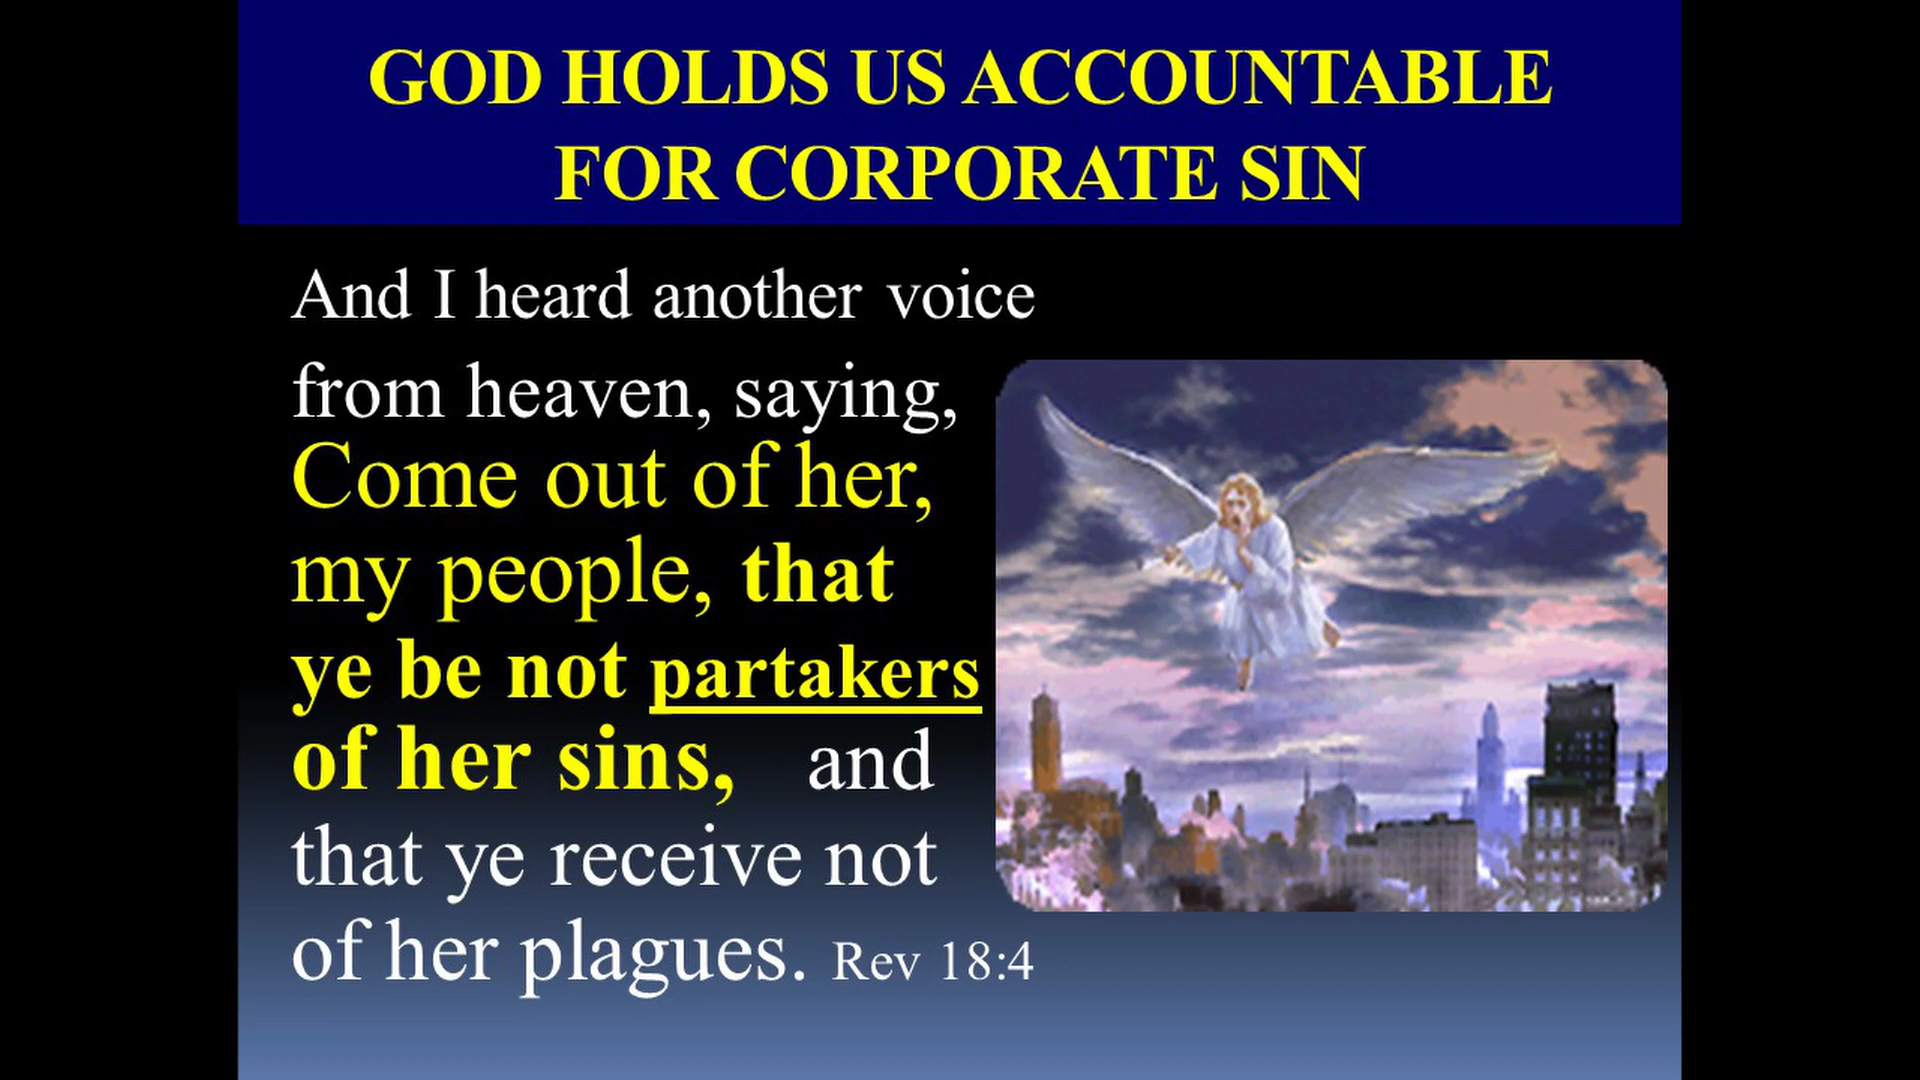 GOD HOLDS US ACCOUNTABLE
FOR CORPORATE SIN
And I heard another voice
from heaven, saying,
Come out of her,
my people, that
ye be not partakers
of her sins, and
that ye receive not
of her plagues. Rev 18:4